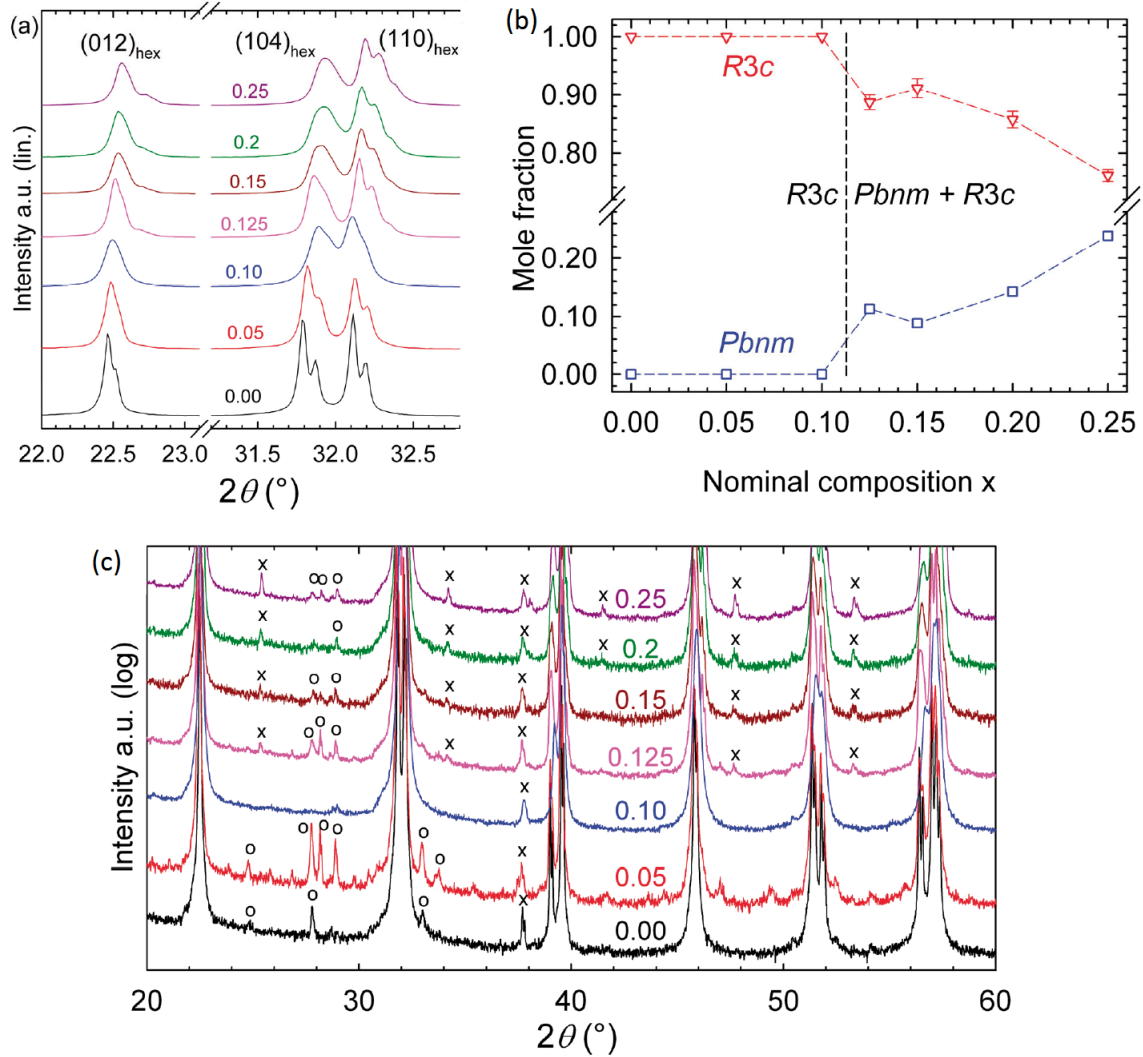 (a)
(012)hex
(104)hex
(110)hex
0.25
0.2
0.15
0.125
0.10
0.05
0.00
Intensity a.u. (lin.)
22.0 22.5 23.0 31.5 32.0 32.5
2θ (°)
(b)
1.00
0.90
0.80
0.20
0.10
0.00
Mole fraction
R3c
R3c Pbnm + R3c
Pbnm
0.00 0.05 0.10 0.15 0.20 0.25
Nominal composition x
(c)
Intensity a.u. (log)
x o o o x x x x x
0.25
x o x x x x x
0.2
x o o x x x x
0.15
x o o o x x x x
0.125
x
0.10
o o o o o o x
0.05
o o o x
0.00
20 30 40 50 60
2θ (°)